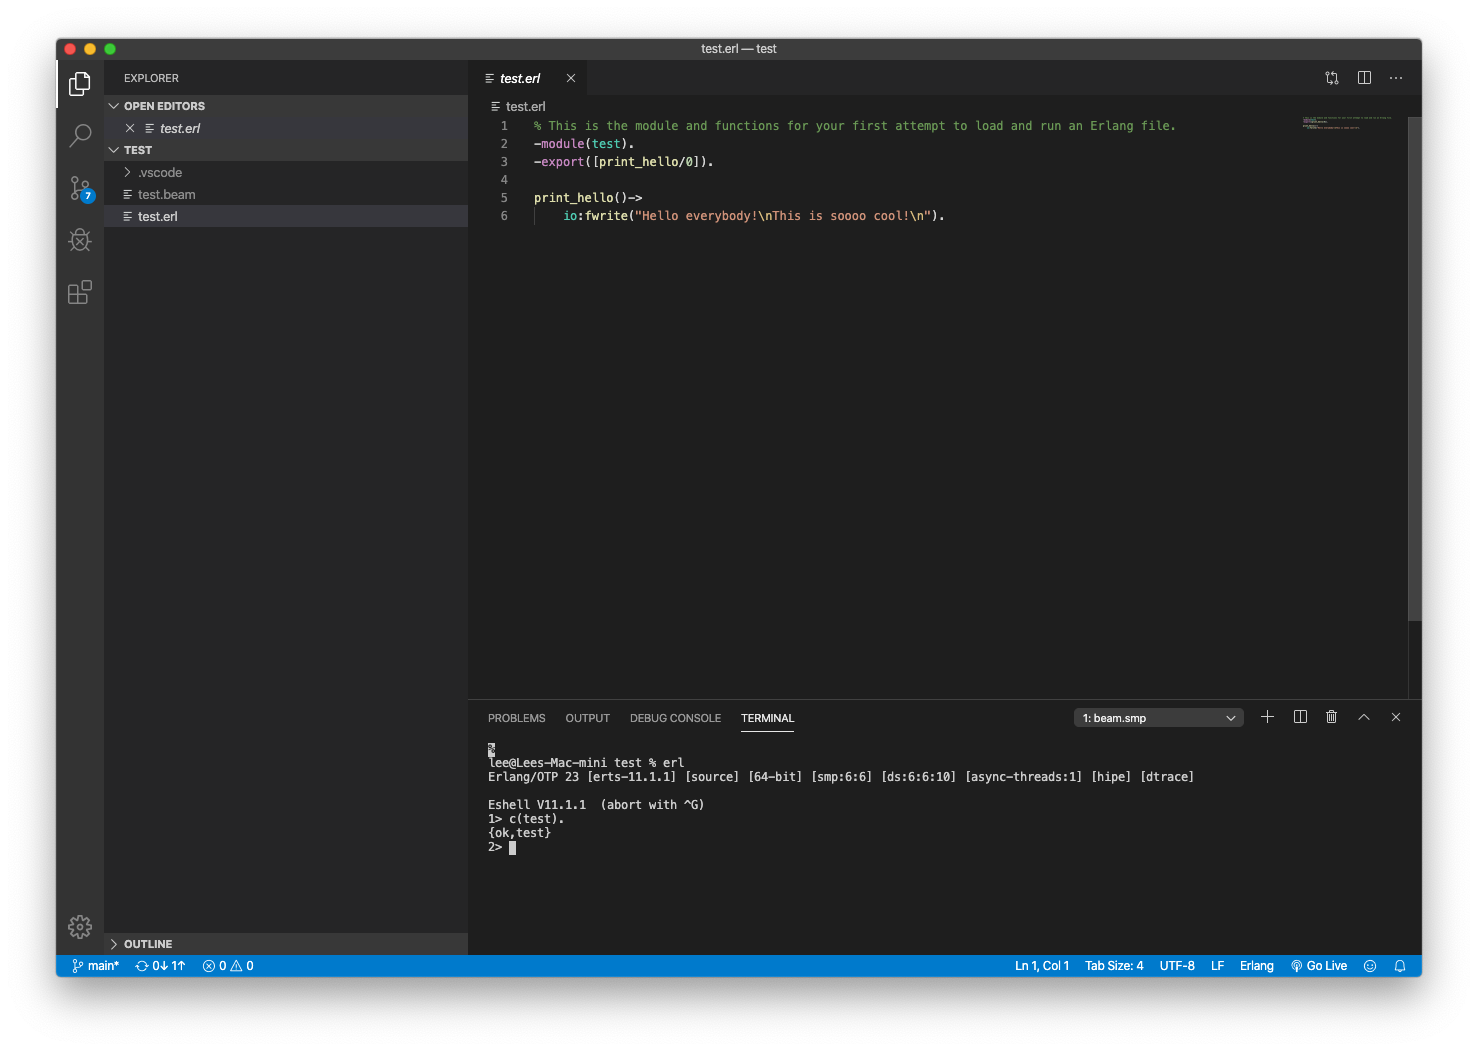 test.erl — test
EXPLORER
OPEN EDITORS
test.erl
TEST
.vscode
test.beam
test.erl
OUTLINE
7
test.erl
test.erl
1 % This is the module and functions for your first attempt to load and run an Erlang file.
2 -module(test).
3 -export([print_hello/0]).
4
5 print_hello()->
6 io:fwrite("Hello everybody!\nThis is soooo cool!\n").
PROBLEMS OUTPUT DEBUG CONSOLE TERMINAL 1: beam.smp
%
lee@Lees-Mac-mini test % erl
Erlang/OTP 23 [erts-11.1.1] [source] [64-bit] [smp:6:6] [ds:6:6:10] [async-threads:1] [hipe] [dtrace]
Eshell V11.1.1 (abort with ^G)
1> c(test).
{ok,test}
2>
main* 0↓ 1↑ 0 0 Ln 1, Col 1 Tab Size: 4 UTF-8 LF Erlang Go Live